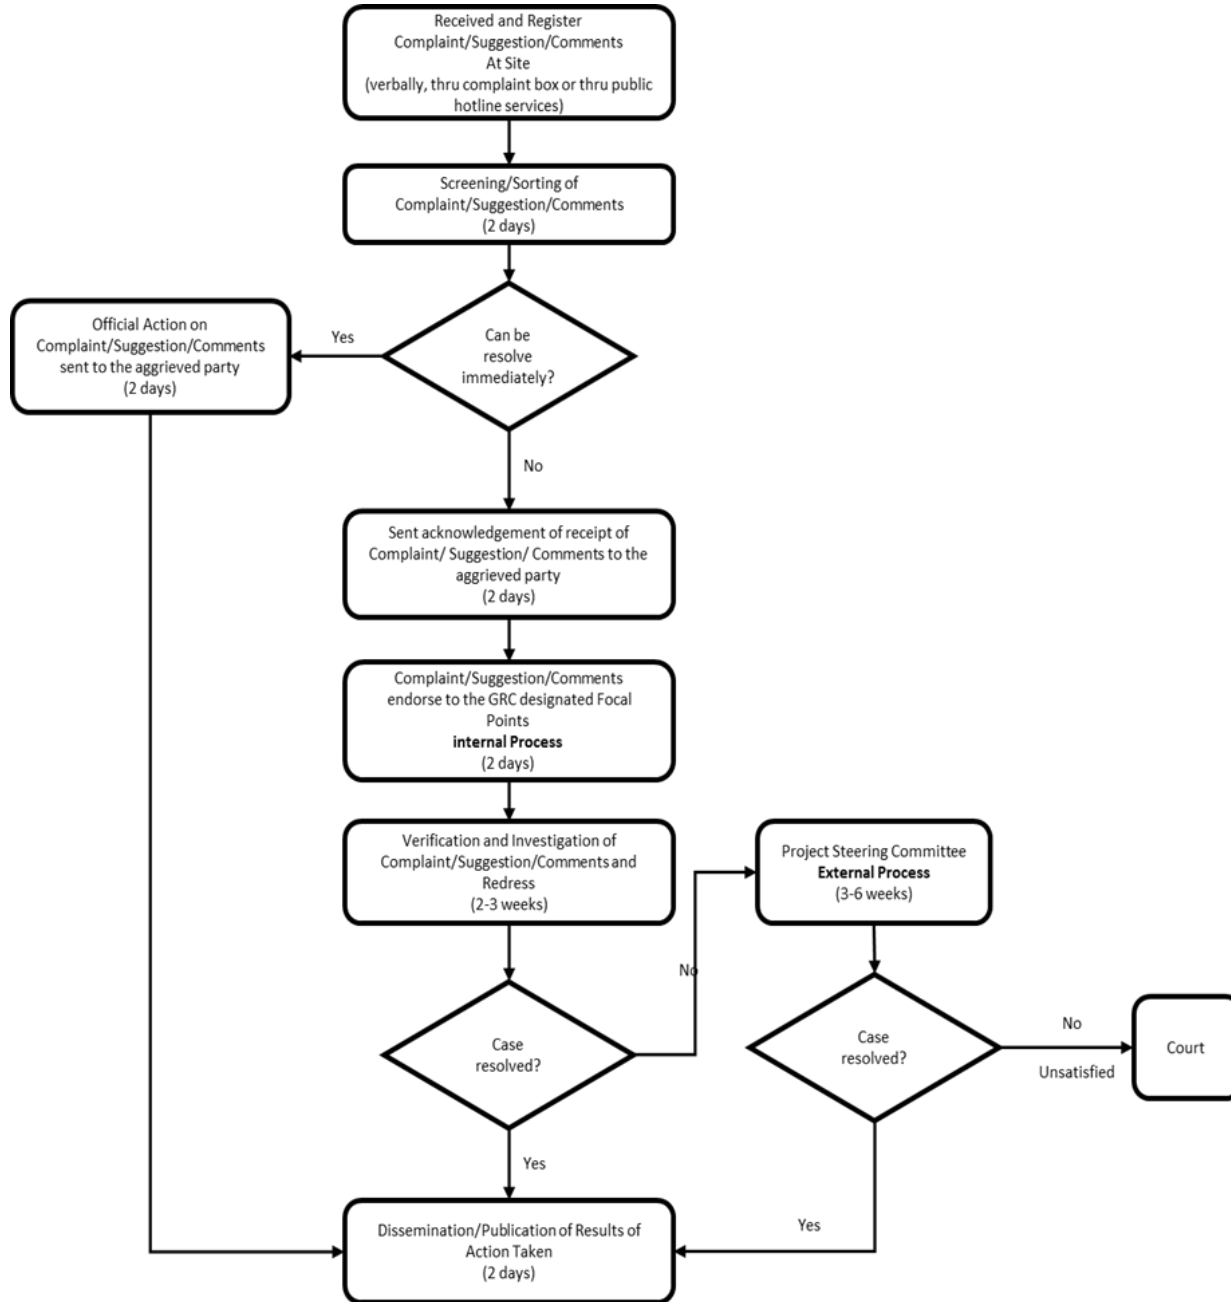 Received and Register
Complaint/Suggestion/Comments
At Site
(verbally, thru complaint box or thru public
hotline services)
Screening/Sorting of
Complaint/Suggestion/Comments
(2 days)
Can be
resolve
immediately?
Yes
Official Action on
Complaint/Suggestion/Comments
sent to the aggrieved party
(2 days)
No
Sent acknowledgement of receipt of
Complaint/ Suggestion/ Comments to the
aggrieved party
(2 days)
Complaint/Suggestion/Comments
endorse to the GRC designated Focal
Points
internal Process
(2 days)
Verification and Investigation of
Complaint/Suggestion/Comments and
Redress
(2-3 weeks)
Case
resolved?
No
Project Steering Committee
External Process
(3-6 weeks)
Case
resolved?
No
Unsatisfied
Court
Yes
Yes
Dissemination/Publication of Results of
Action Taken
(2 days)